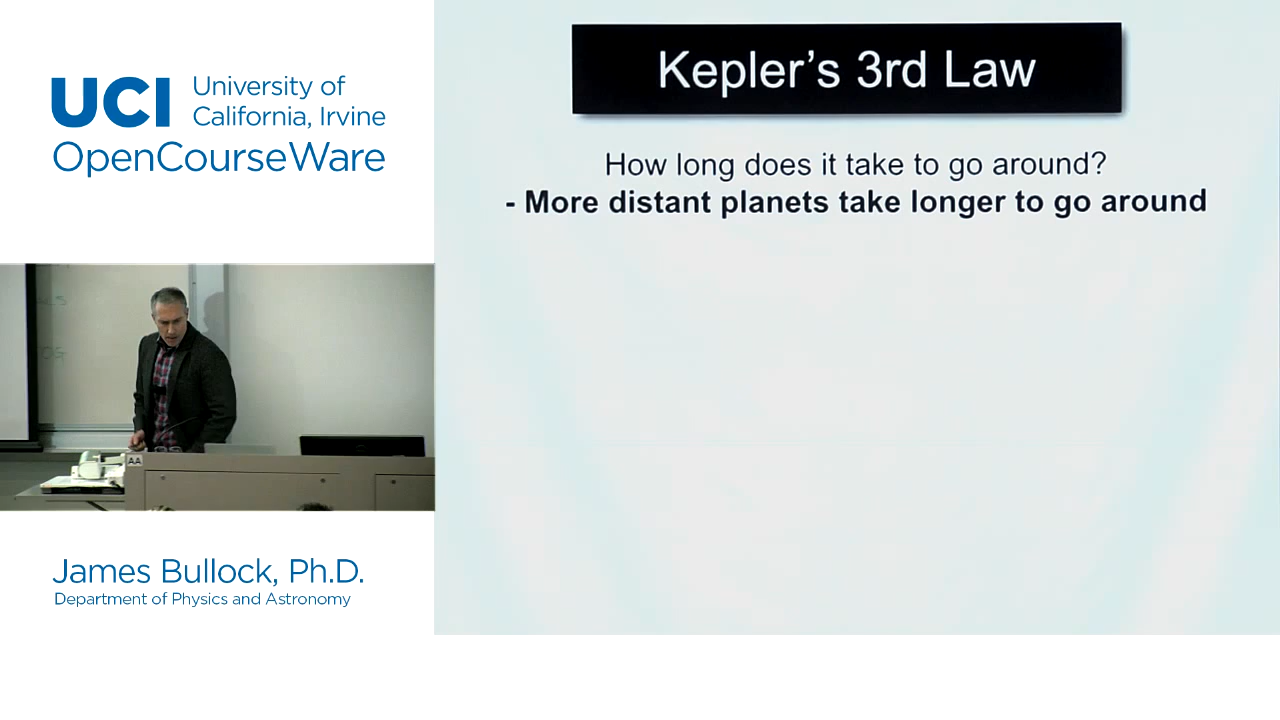 UCI University of
California, Irvine
OpenCourseWare
AA
James Bullock, Ph.D.
Department of Physics and Astronomy
Kepler's 3rd Law
How long does it take to go around?
- More distant planets take longer to go around